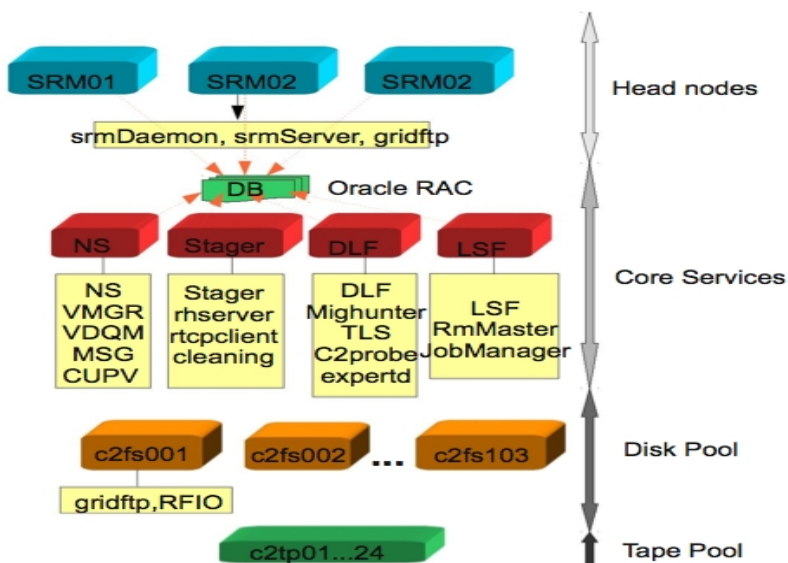 SRM01
SRM02
SRM02
Head nodes
srmDaemon, srmServer, gridftp
DB
Oracle RAC
NS
Stager
DLF
LSF
Core Services
NS
VMGR
VDQM
MSG
CUPV
Stager
rhserver
rtcpclient
cleaning
DLF
Mighunter
TLS
C2probe
expertd
LSF
RmMaster
JobManager
c2fs001
c2fs002
...
c2fs103
Disk Pool
gridftp,RFIO
c2tp01...24
Tape Pool